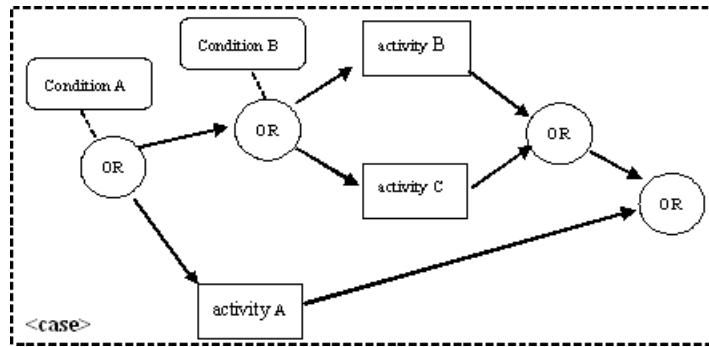 Condition A
Condition B
activity B
OR
OR
OR
OR
activity C
activity A
<case>